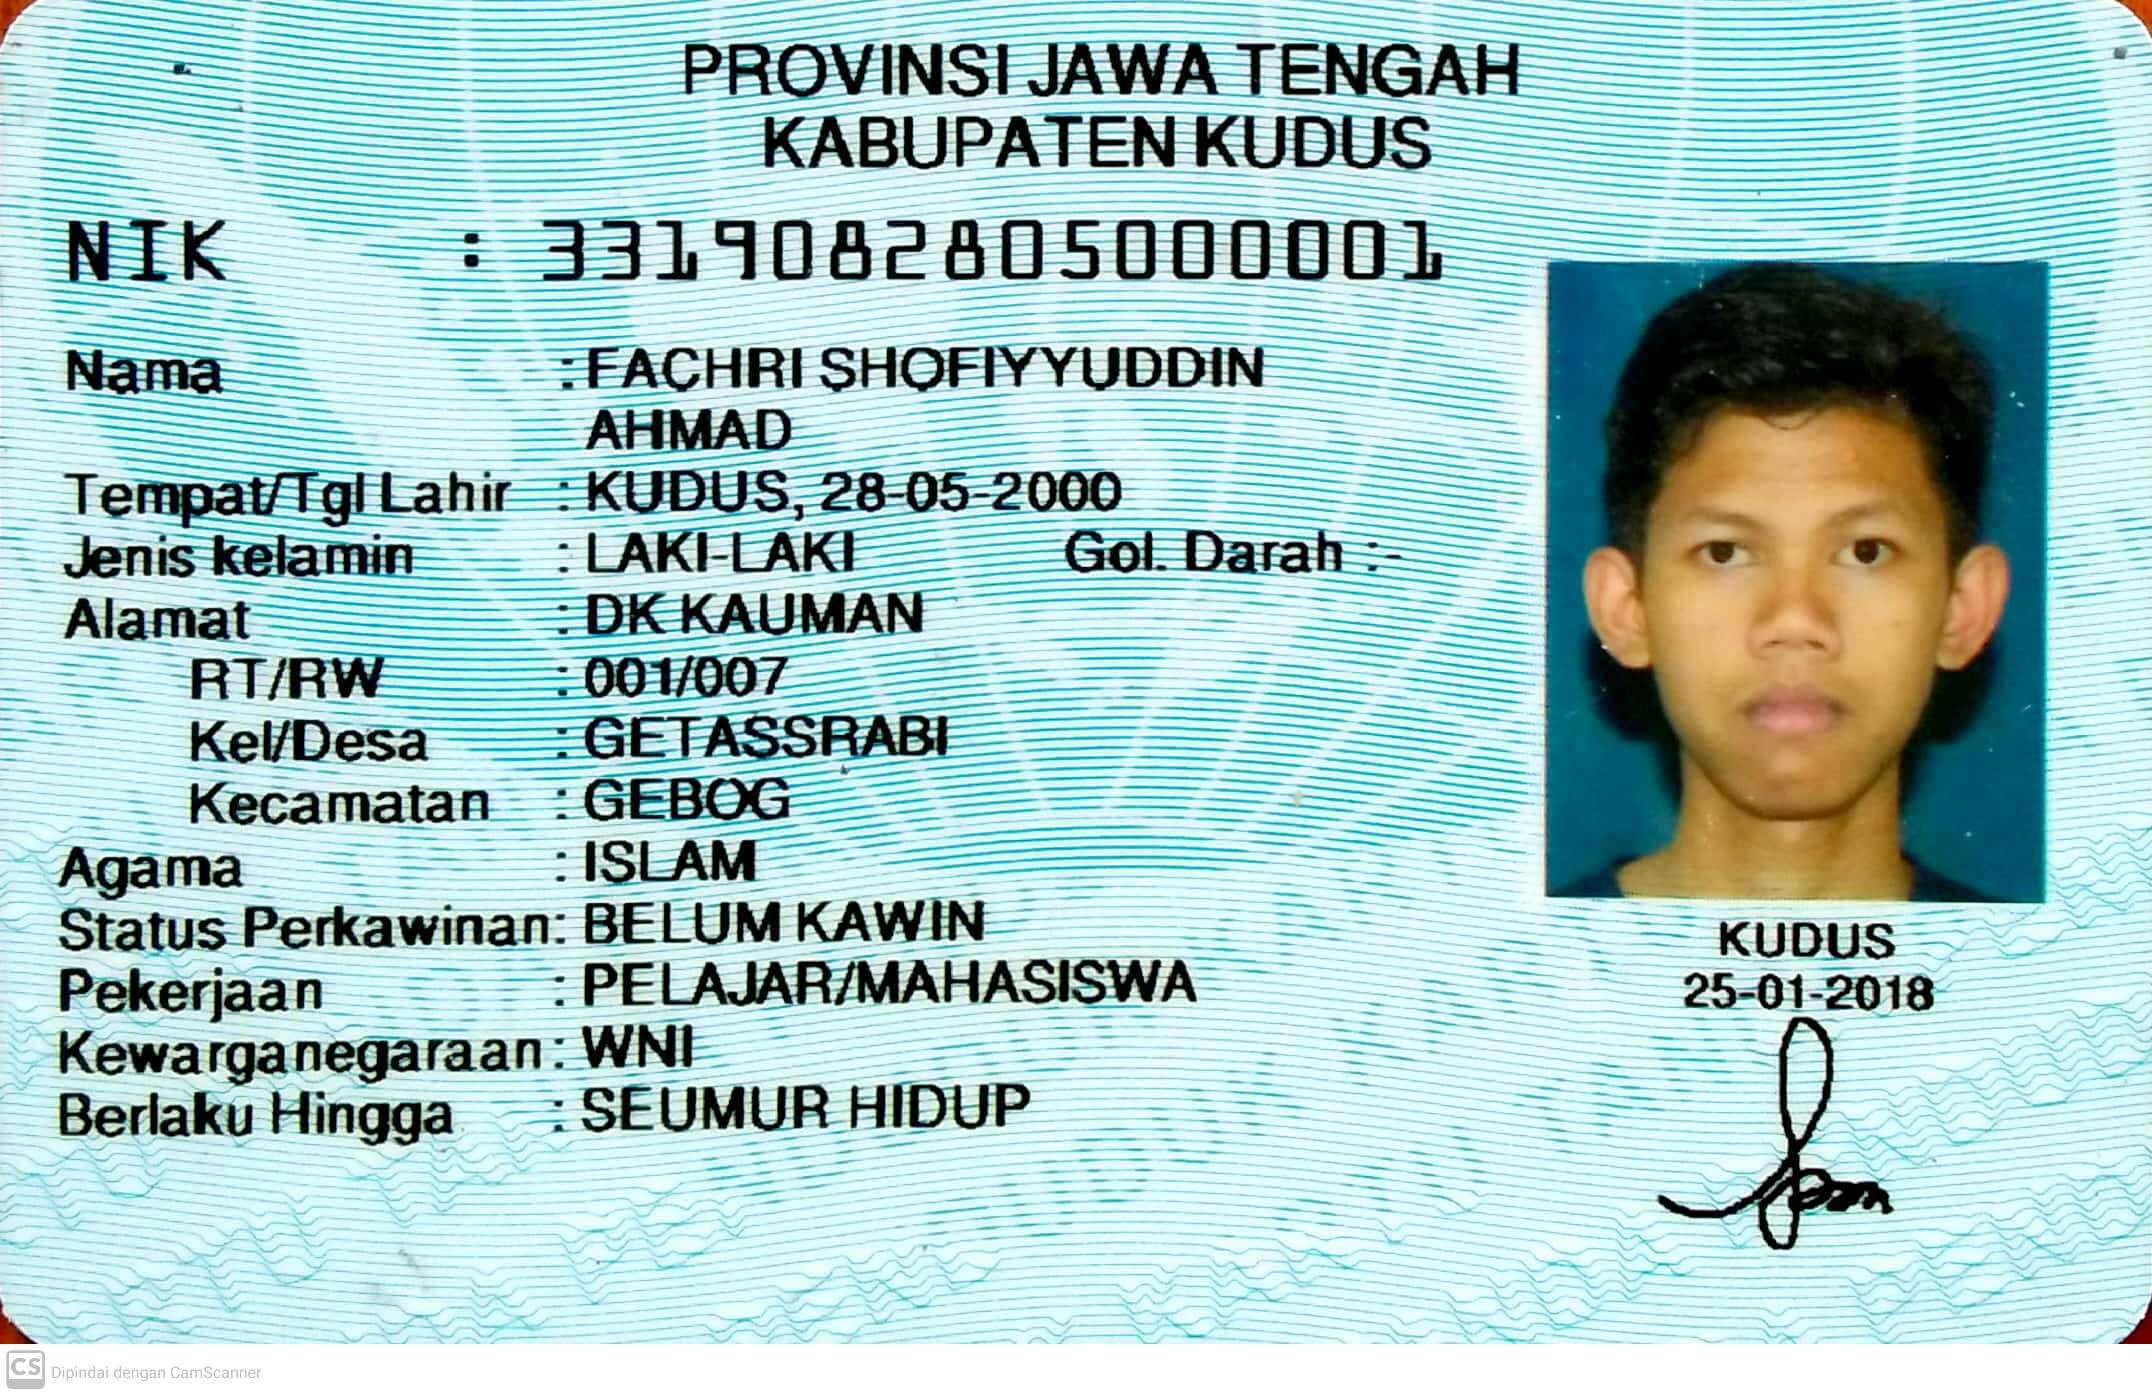 PROVINSI JAWA TENGAH
KABUPATEN KUDUS
NIK : 3319082805000001
Nama : FACHRI SHOFIYYUDDIN
AHMAD
Tempat/Tgl Lahir : KUDUS, 28-05-2000
Jenis kelamin : LAKI-LAKI Gol. Darah :-
Alamat : DK KAUMAN
RT/RW : 001/007
Kel/Desa : GETASSRABI
Kecamatan : GEBOG
Agama : ISLAM
Status Perkawinan: BELUM KAWIN
Pekerjaan : PELAJAR/MAHASISWA
Kewarganegaraan: WNI
Berlaku Hingga : SEUMUR HIDUP
KUDUS
25-01-2018
CS Dipindai dengan CamScanner